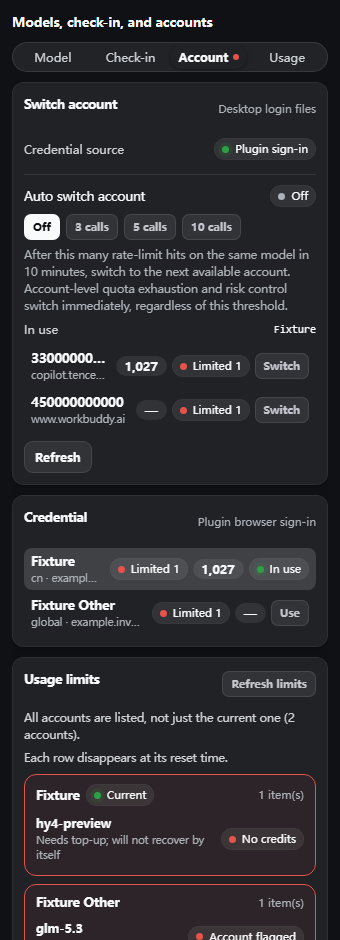 Models, check-in, and accounts
Model Check-in Account Usage
Switch account Desktop login files
Credential source Plugin sign-in
Auto switch account Off
Off 3 calls 5 calls 10 calls
After this many rate-limit hits on the same model in
10 minutes, switch to the next available account.
Account-level quota exhaustion and risk control
switch immediately, regardless of this threshold.
In use Fixture
33000000... 1,027 Limited 1 Switch
copilot.tence...
450000000000 — Limited 1 Switch
www.workbuddy.ai
Refresh
Credential Plugin browser sign-in
Fixture Limited 1 1,027 In use
cn · exampl...
Fixture Other Limited 1 — Use
global · example.inv...
Usage limits Refresh limits
All accounts are listed, not just the current one (2
accounts).
Each row disappears at its reset time.
Fixture Current 1 item(s)
hy4-preview
Needs top-up; will not recover by
itself
No credits
Fixture Other 1 item(s)
glm-5.3
Account flagged